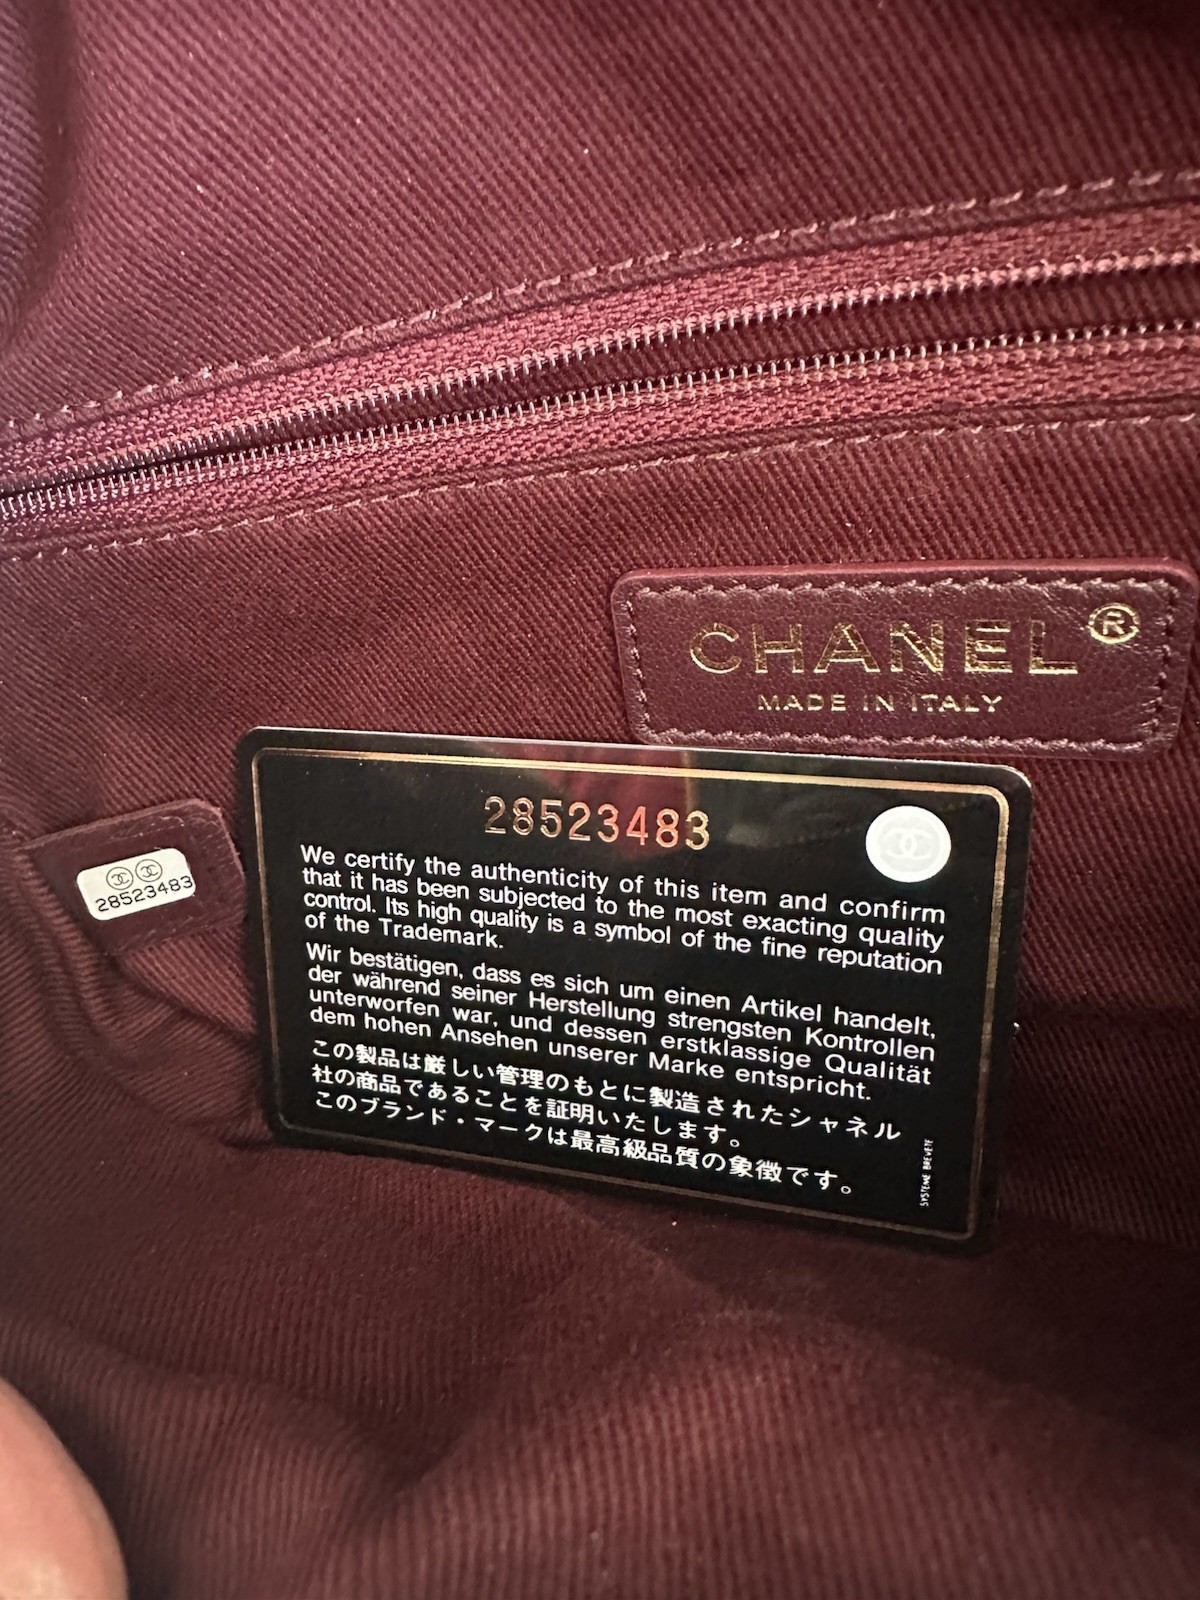 CHANEL®
MADE IN ITALY
28523483
28523483
We certify the authenticity of this item and confirm
that it has been subjected to the most exacting quality
control. Its high quality is a symbol of the fine reputation
of the Trademark.
Wir bestätigen, dass es sich um einen Artikel handelt,
der während seiner Herstellung strengsten Kontrollen
unterworfen war, und dessen erstklassige Qualität
dem hohen Ansehen unserer Marke entspricht.
この製品は厳しい管理のもとに製造されたシャネル
社の商品であることを証明いたします。
このブランド・マークは最高級品質の象徴です。
SYSTEME BREVETE